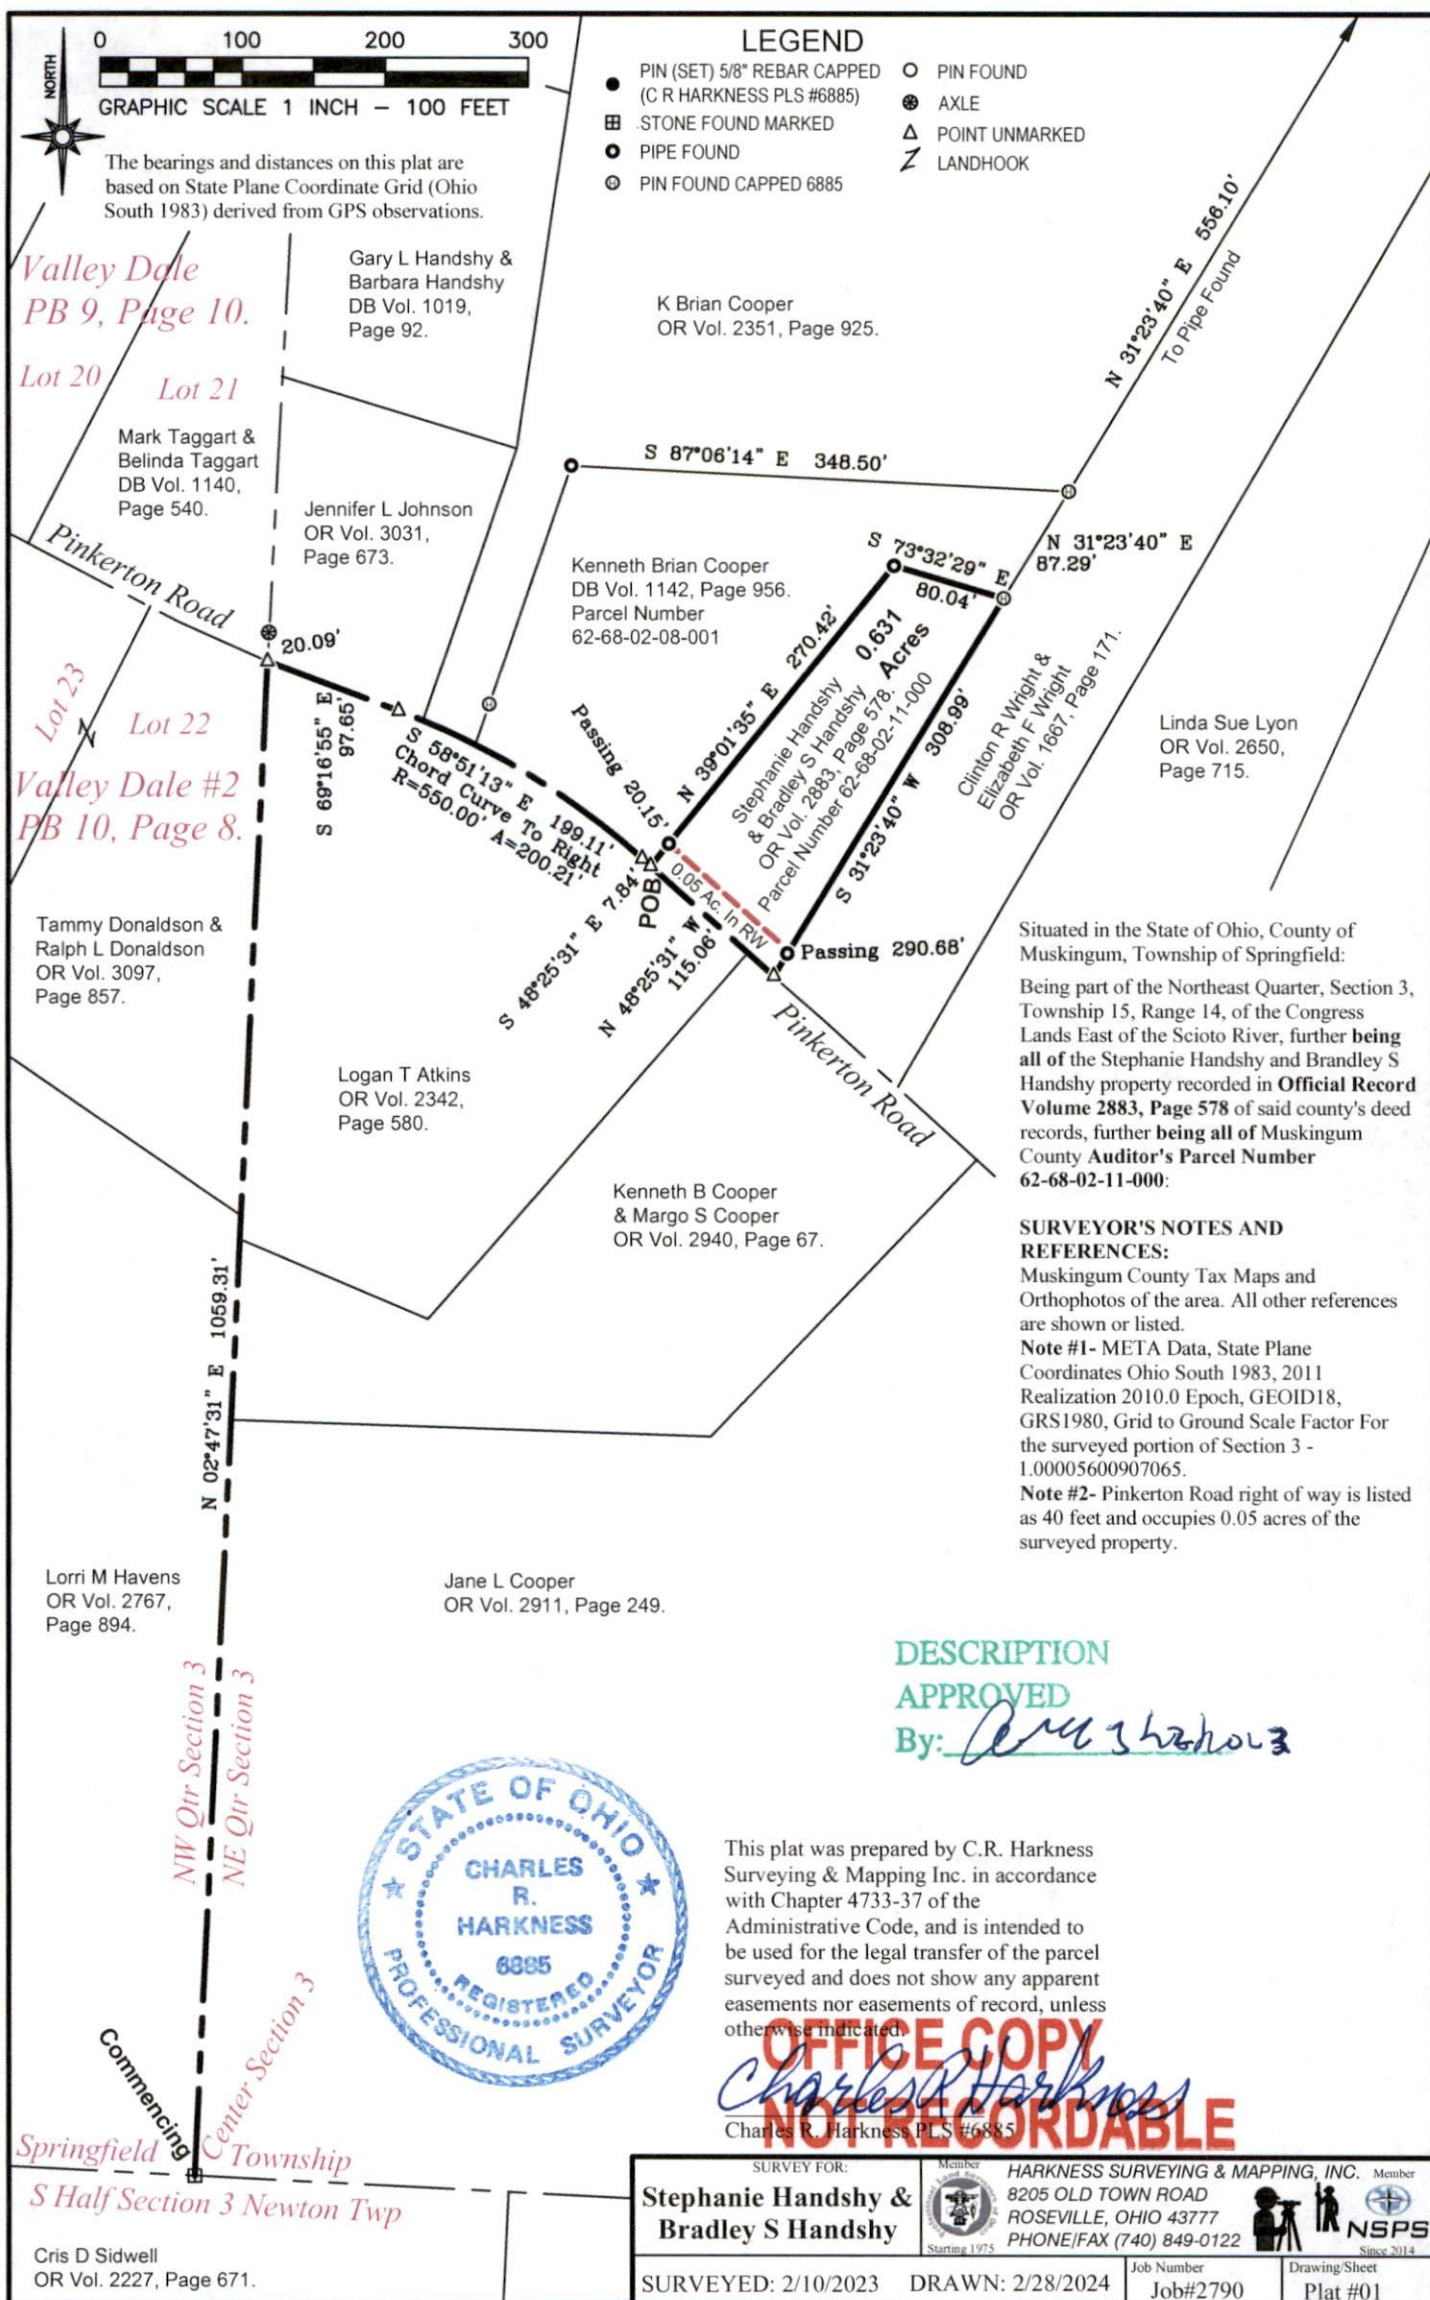 0 100 200 300
NORTH
GRAPHIC SCALE 1 INCH – 100 FEET
The bearings and distances on this plat are
based on State Plane Coordinate Grid (Ohio
South 1983) derived from GPS observations.
LEGEND
PIN (SET) 5/8" REBAR CAPPED
(C R HARKNESS PLS #6885)
STONE FOUND MARKED
PIPE FOUND
PIN FOUND CAPPED 6885
PIN FOUND
AXLE
POINT UNMARKED
LANDHOOK
Valley Dale
PB 9, Page 10.
Lot 20
Lot 21
Gary L Handshy &
Barbara Handshy
DB Vol. 1019,
Page 92.
K Brian Cooper
OR Vol. 2351, Page 925.
N 31°23'40" E 556.10'
To Pipe Found
Mark Taggart &
Belinda Taggart
DB Vol. 1140,
Page 540.
Jennifer L Johnson
OR Vol. 3031,
Page 673.
S 87°06'14" E 348.50'
Kenneth Brian Cooper
DB Vol. 1142, Page 956.
Parcel Number
62-68-02-08-001
S 73°32'29" E
80.04'
N 31°23'40" E
87.29'
Pinkerton Road
20.09'
Lot 23
Lot 22
Valley Dale #2
PB 10, Page 8.
S 69°16'55" E
97.65'
S 58°51'13" E 199.11'
Chord Curve To Right
R=550.00' A=200.21'
Passing 20.15'
N 39°01'35" E 270.42'
0.631
Acres
Stephanie Handshy
& Bradley S Handshy
OR Vol. 2883, Page 578.
Parcel Number 62-68-02-11-000
S 31°23'40" W 308.99'
Clinton R Wright &
Elizabeth F Wright
OR Vol. 1667, Page 171.
Linda Sue Lyon
OR Vol. 2650,
Page 715.
S 48°25'31" E 7.84'
POB
0.05 Ac. In RW
N 48°25'31" W
115.06'
Passing 290.68'
Pinkerton Road
Tammy Donaldson &
Ralph L Donaldson
OR Vol. 3097,
Page 857.
Logan T Atkins
OR Vol. 2342,
Page 580.
Kenneth B Cooper
& Margo S Cooper
OR Vol. 2940, Page 67.
Situated in the State of Ohio, County of
Muskingum, Township of Springfield:
Being part of the Northeast Quarter, Section 3,
Township 15, Range 14, of the Congress
Lands East of the Scioto River, further being
all of the Stephanie Handshy and Brandley S
Handshy property recorded in Official Record
Volume 2883, Page 578 of said county's deed
records, further being all of Muskingum
County Auditor's Parcel Number
62-68-02-11-000:
SURVEYOR'S NOTES AND
REFERENCES:
Muskingum County Tax Maps and
Orthophotos of the area. All other references
are shown or listed.
Note #1- META Data, State Plane
Coordinates Ohio South 1983, 2011
Realization 2010.0 Epoch, GEOID18,
GRS1980, Grid to Ground Scale Factor For
the surveyed portion of Section 3 -
1.00005600907065.
Note #2- Pinkerton Road right of way is listed
as 40 feet and occupies 0.05 acres of the
surveyed property.
N 02°47'31" E 1059.31'
Lorri M Havens
OR Vol. 2767,
Page 894.
Jane L Cooper
OR Vol. 2911, Page 249.
NW Qtr Section 3
NE Qtr Section 3
DESCRIPTION
APPROVED
By:
STATE OF OHIO
CHARLES
R.
HARKNESS
6885
REGISTERED
PROFESSIONAL SURVEYOR
This plat was prepared by C.R. Harkness
Surveying & Mapping Inc. in accordance
with Chapter 4733-37 of the
Administrative Code, and is intended to
be used for the legal transfer of the parcel
surveyed and does not show any apparent
easements nor easements of record, unless
otherwise indicated.
OFFICE COPY
NOT RECORDABLE
Charles R Harkness
Charles R. Harkness PLS #6885
Commencing
Center Section 3
Springfield Township
S Half Section 3 Newton Twp
Cris D Sidwell
OR Vol. 2227, Page 671.
SURVEY FOR:
Stephanie Handshy &
Bradley S Handshy
Member
Starting 1975
HARKNESS SURVEYING & MAPPING, INC.
8205 OLD TOWN ROAD
ROSEVILLE, OHIO 43777
PHONE/FAX (740) 849-0122
Member
NSPS
Since 2014
SURVEYED: 2/10/2023 DRAWN: 2/28/2024
Job Number
Job#2790
Drawing/Sheet
Plat #01